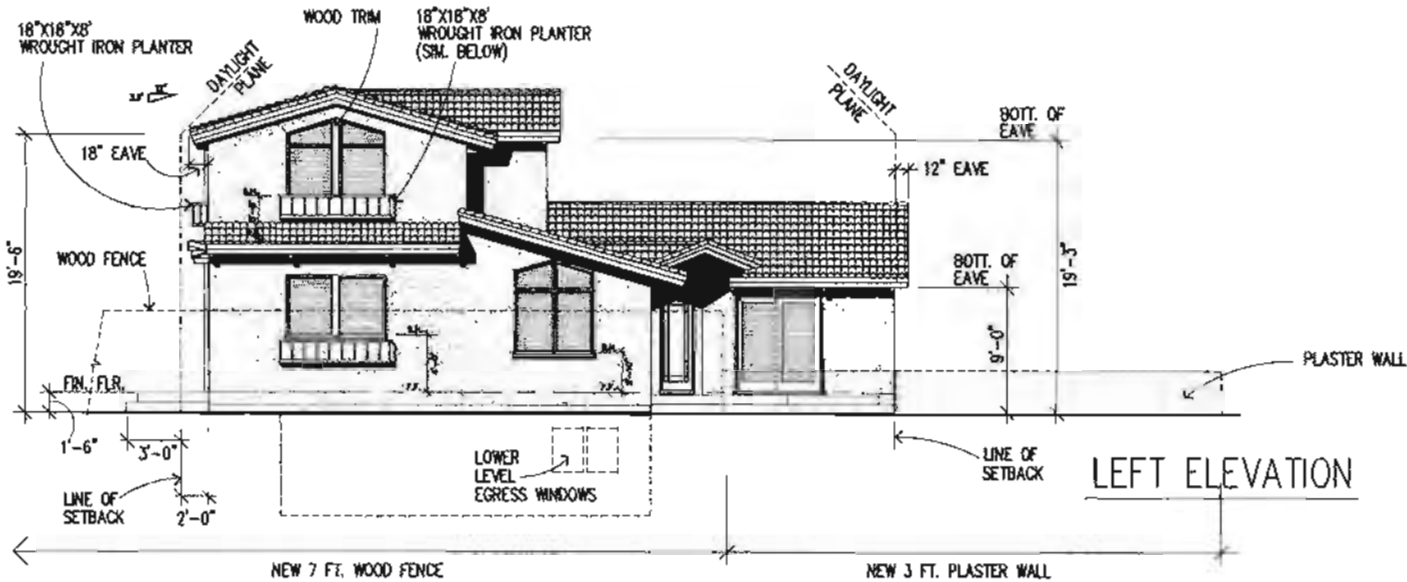 WOOD TRIM
18"X18"X8'
WROUGHT IRON PLANTER
(SIM. BELOW)
18"X18"X8'
WROUGHT IRON PLANTER
DAYLIGHT
PLANE
DAYLIGHT
PLANE
BOTT. OF
EAVE
18" EAVE
12" EAVE
19'-6"
WOOD FENCE
BOTT. OF
EAVE
19'-3"
9'-0"
PLASTER WALL
FIN. FLR.
1'-6"
3'-0"
LINE OF
SETBACK
2'-0"
LOWER
LEVEL
EGRESS WINDOWS
LINE OF
SETBACK
LEFT ELEVATION
NEW 7 FT. WOOD FENCE
NEW 3 FT. PLASTER WALL